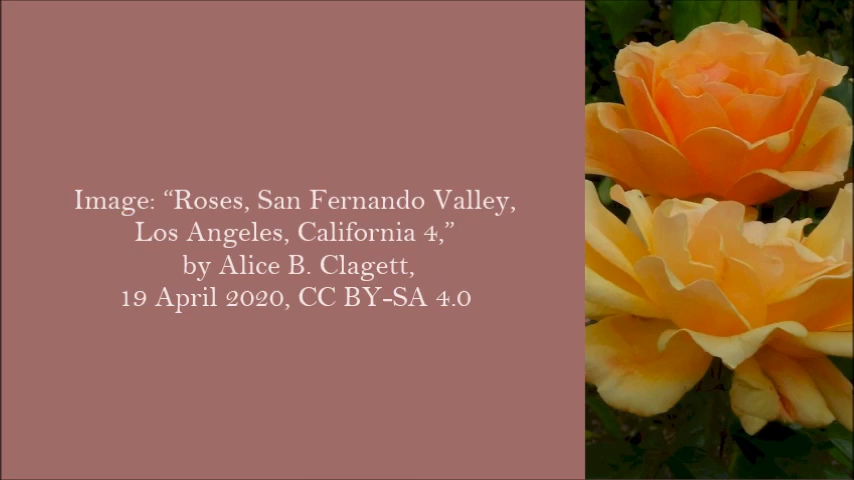 Image: “Roses, San Fernando Valley,
Los Angeles, California 4,”
by Alice B. Clagett,
19 April 2020, CC BY-SA 4.0